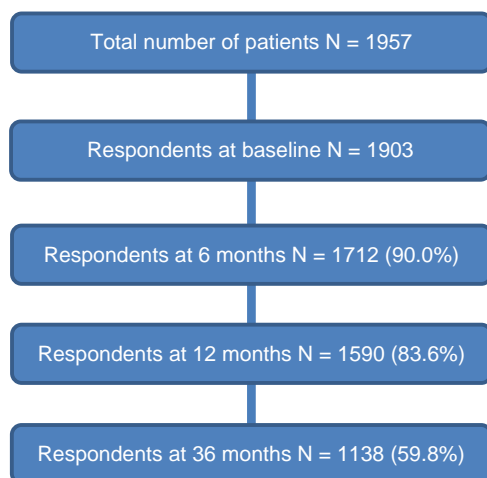 Total number of patients N = 1957
Respondents at baseline N = 1903
Respondents at 6 months N = 1712 (90.0%)
Respondents at 12 months N = 1590 (83.6%)
Respondents at 36 months N = 1138 (59.8%)